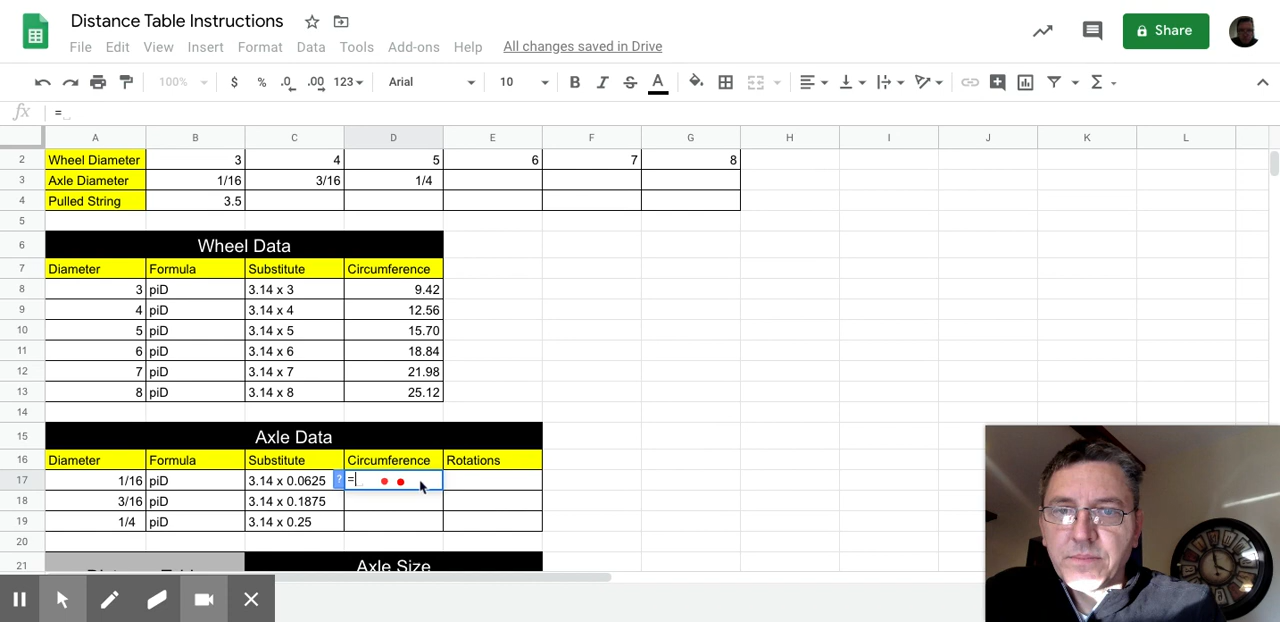 Distance Table Instructions
File Edit View Insert Format Data Tools Add-ons Help All changes saved in Drive
Share
100% $ % .0 .00 123 Arial 10 B I S A Σ
fx =
A B C D E F G H I J K L
2 Wheel Diameter 3 4 5 6 7 8
3 Axle Diameter 1/16 3/16 1/4
4 Pulled String 3.5
5
6 Wheel Data
7 Diameter Formula Substitute Circumference
8 3 piD 3.14 x 3 9.42
9 4 piD 3.14 x 4 12.56
10 5 piD 3.14 x 5 15.70
11 6 piD 3.14 x 6 18.84
12 7 piD 3.14 x 7 21.98
13 8 piD 3.14 x 8 25.12
14
15 Axle Data
16 Diameter Formula Substitute Circumference Rotations
17 1/16 piD 3.14 x 0.0625 ? =
18 3/16 piD 3.14 x 0.1875
19 1/4 piD 3.14 x 0.25
20
21 Axle Size